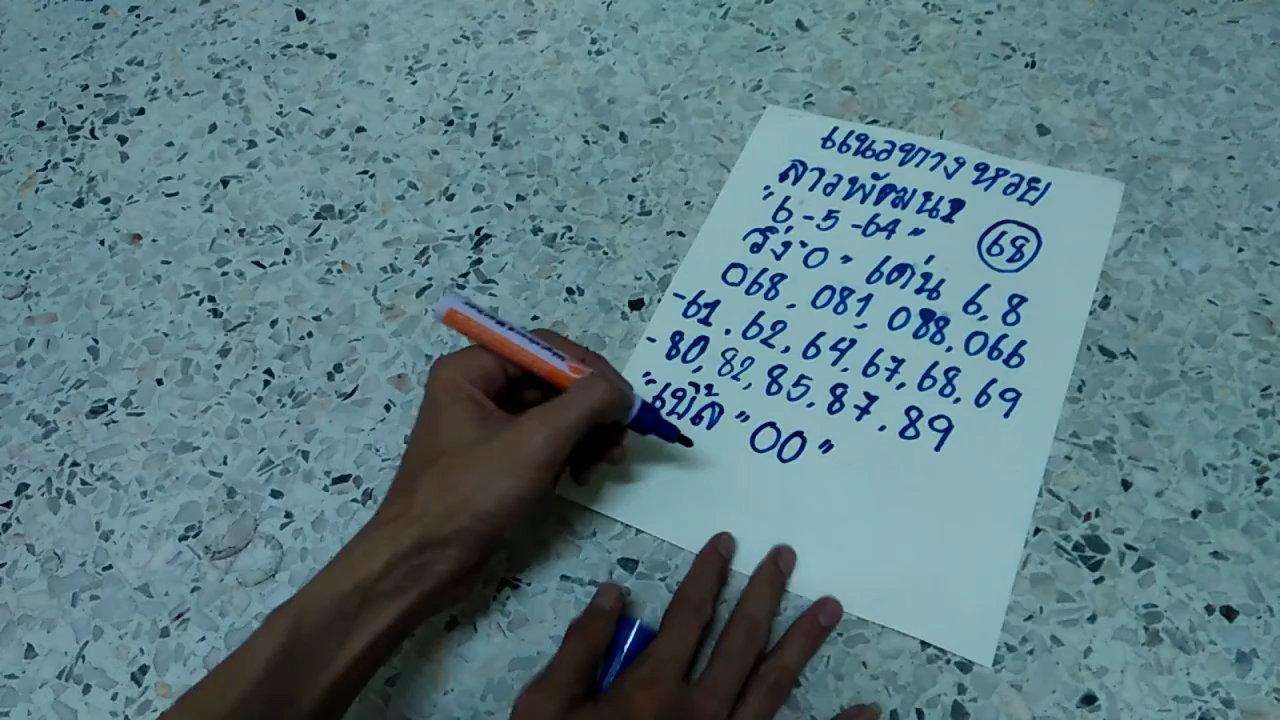 แนวทางหวย
ลาวพัฒนา
"6-5-64"
68
วิ่ง "0" เด่น 6,8
068, 081, 088, 066
-61. 62, 64, 67, 68, 69
-80, 82, 85, 87, 89
"เบิ้ล "00"